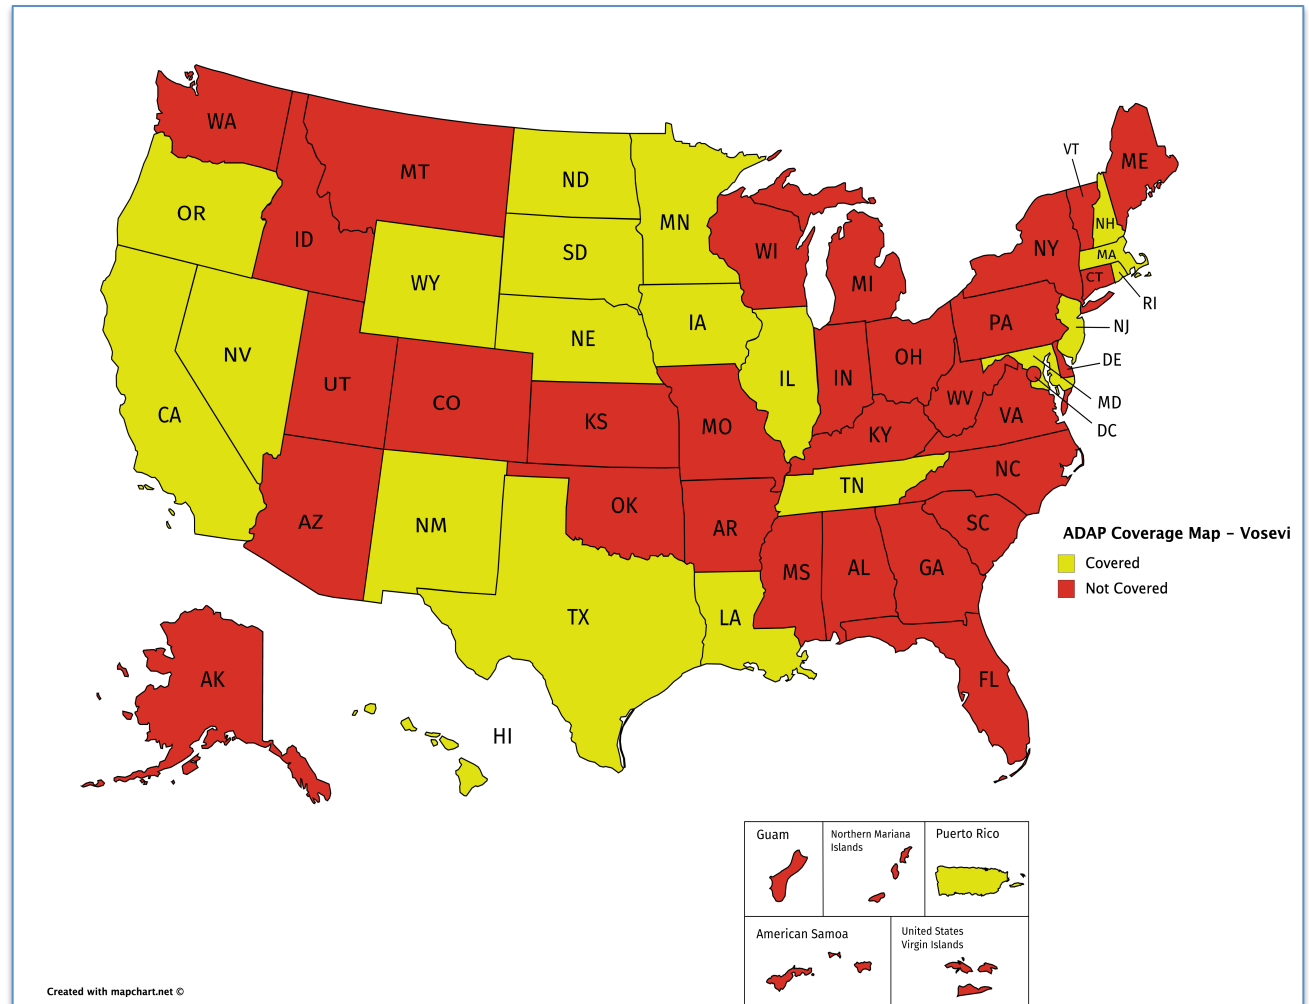 WA
MT
ND
MN
VT
ME
OR
ID
SD
WI
NH
NY
MA
WY
MI
CT
RI
NV
NE
IA
PA
NJ
UT
IL
IN
OH
DE
CA
CO
KS
MO
WV
VA
MD
KY
DC
NC
TN
AZ
NM
OK
AR
SC
ADAP Coverage Map – Vosevi
Covered
Not Covered
MS
AL
GA
TX
LA
AK
FL
HI
Guam
Northern Mariana
Islands
Puerto Rico
American Samoa
United States
Virgin Islands
Created with mapchart.net ©